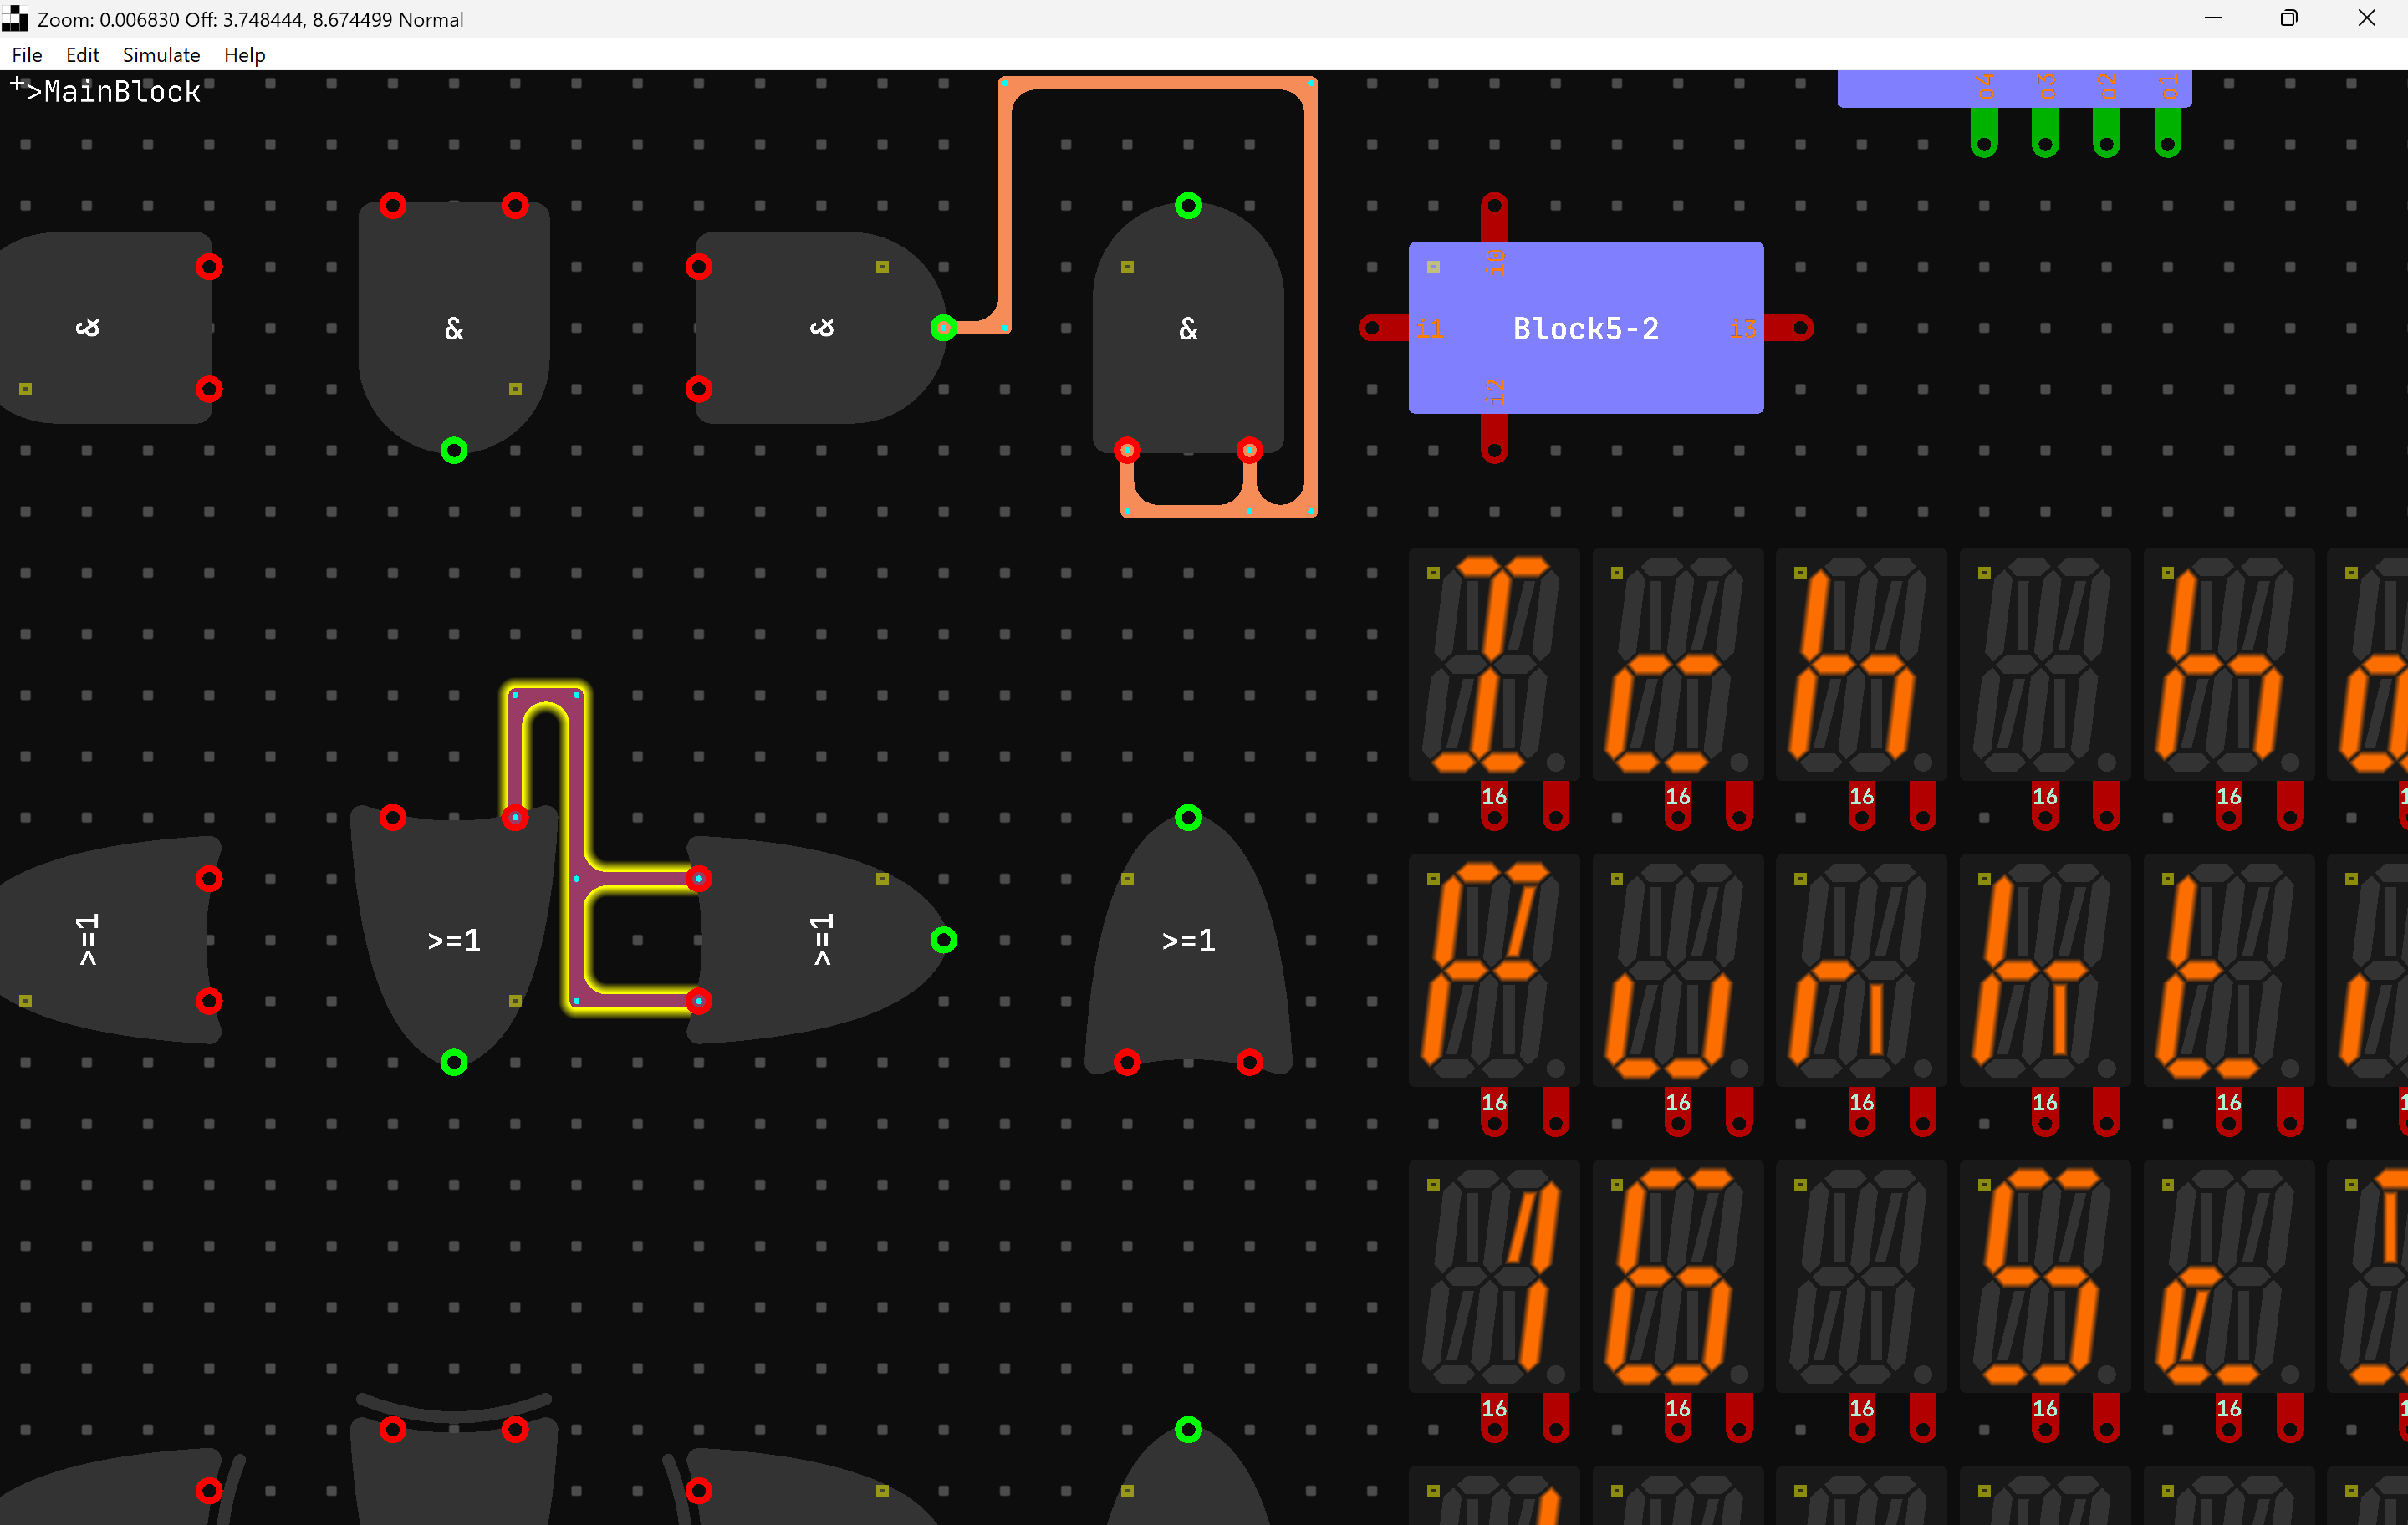 Zoom: 0.006830 Off: 3.748444, 8.674499 Normal
File Edit Simulate Help
+>MainBlock
o4 o3 o2 o1
i0
& & & & i1 Block5-2 i3
i2
16 16 16 16 16
>=1 >=1 >=1 >=1
16 16 16 16 16
16 16 16 16 16